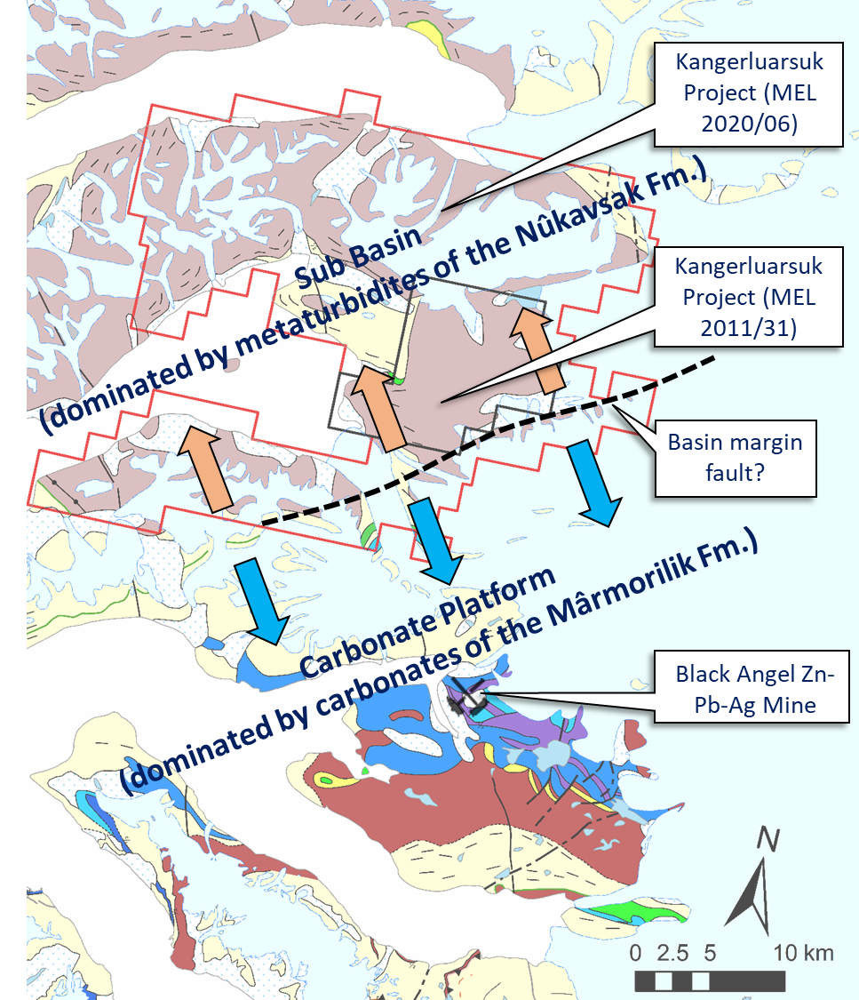 Kangerluarsuk
Project (MEL
2020/06)
Sub Basin
(dominated by metaturbidites of the Nûkavsak Fm.)
Kangerluarsuk
Project (MEL
2011/31)
Basin margin
fault?
Carbonate Platform
(dominated by carbonates of the Mârmorilik Fm.)
Black Angel Zn-
Pb-Ag Mine
N
0 2.5 5 10 km